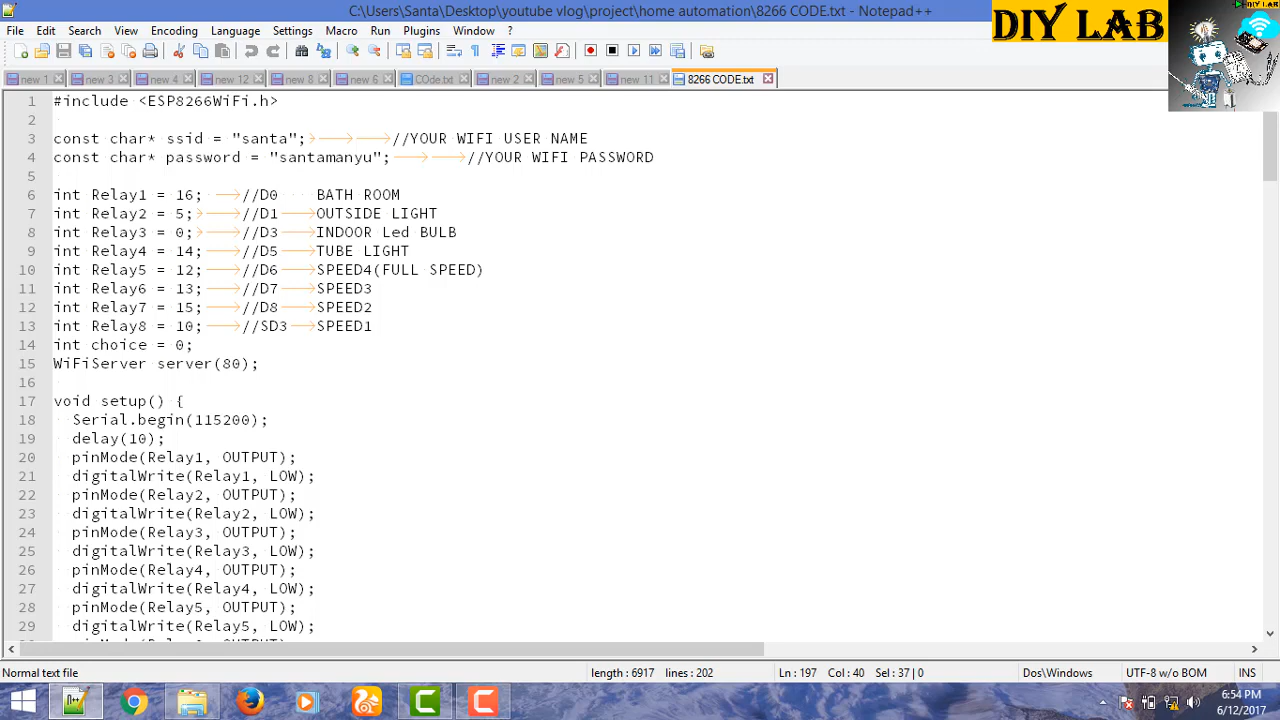 C:\Users\Santa\Desktop\youtube vlog\project\home automation\8266 CODE.txt - Notepad++
DIY LAB
File Edit Search View Encoding Language Settings Macro Run Plugins Window ?
new 1 new 3 new 4 new 12 new 8 new 6 COde.txt new 2 new 5 new 11 8266 CODE.txt
1 #include <ESP8266WiFi.h>
2
3 const char* ssid = "santa"; //YOUR WIFI USER NAME
4 const char* password = "santamanyu"; //YOUR WIFI PASSWORD
5
6 int Relay1 = 16; //D0 BATH ROOM
7 int Relay2 = 5; //D1 OUTSIDE LIGHT
8 int Relay3 = 0; //D3 INDOOR Led BULB
9 int Relay4 = 14; //D5 TUBE LIGHT
10 int Relay5 = 12; //D6 SPEED4(FULL SPEED)
11 int Relay6 = 13; //D7 SPEED3
12 int Relay7 = 15; //D8 SPEED2
13 int Relay8 = 10; //SD3 SPEED1
14 int choice = 0;
15 WiFiServer server(80);
16
17 void setup() {
18 Serial.begin(115200);
19 delay(10);
20 pinMode(Relay1, OUTPUT);
21 digitalWrite(Relay1, LOW);
22 pinMode(Relay2, OUTPUT);
23 digitalWrite(Relay2, LOW);
24 pinMode(Relay3, OUTPUT);
25 digitalWrite(Relay3, LOW);
26 pinMode(Relay4, OUTPUT);
27 digitalWrite(Relay4, LOW);
28 pinMode(Relay5, OUTPUT);
29 digitalWrite(Relay5, LOW);
Normal text file length : 6917 lines : 202 Ln : 197 Col : 40 Sel : 37 | 0 Dos\Windows UTF-8 w/o BOM INS
6:54 PM
6/12/2017